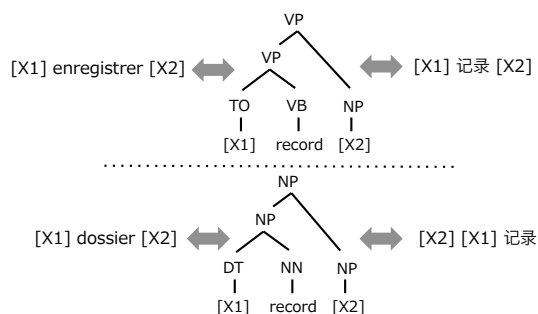 VP
[X1] enregistrer [X2] VP [X1] 记录 [X2]
TO VB NP
[X1] record [X2]
NP
[X1] dossier [X2] NP [X2] [X1] 记录
DT NN NP
[X1] record [X2]